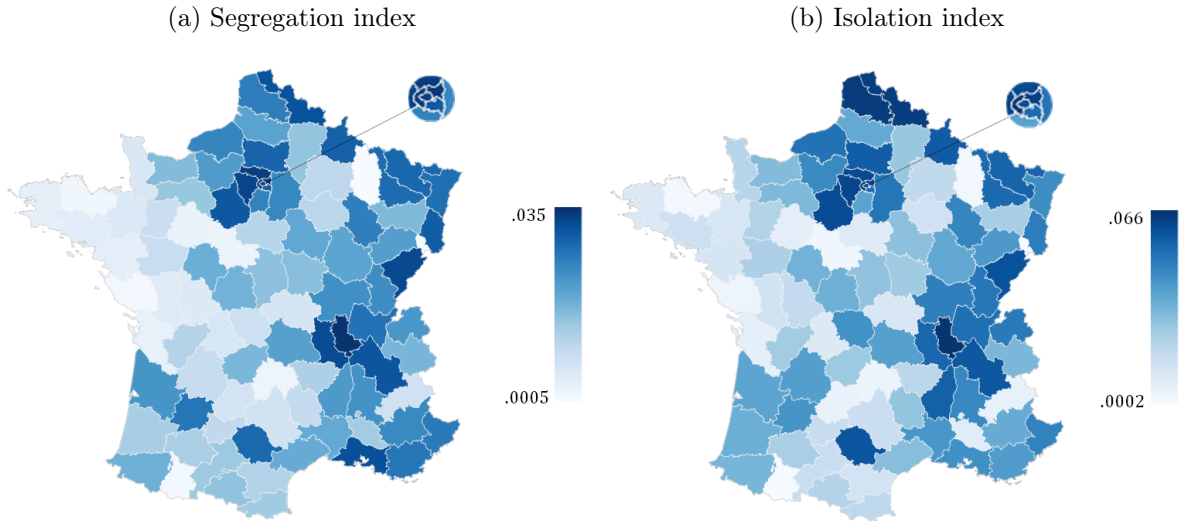 (a) Segregation index
(b) Isolation index
.035
.0005
.066
.0002